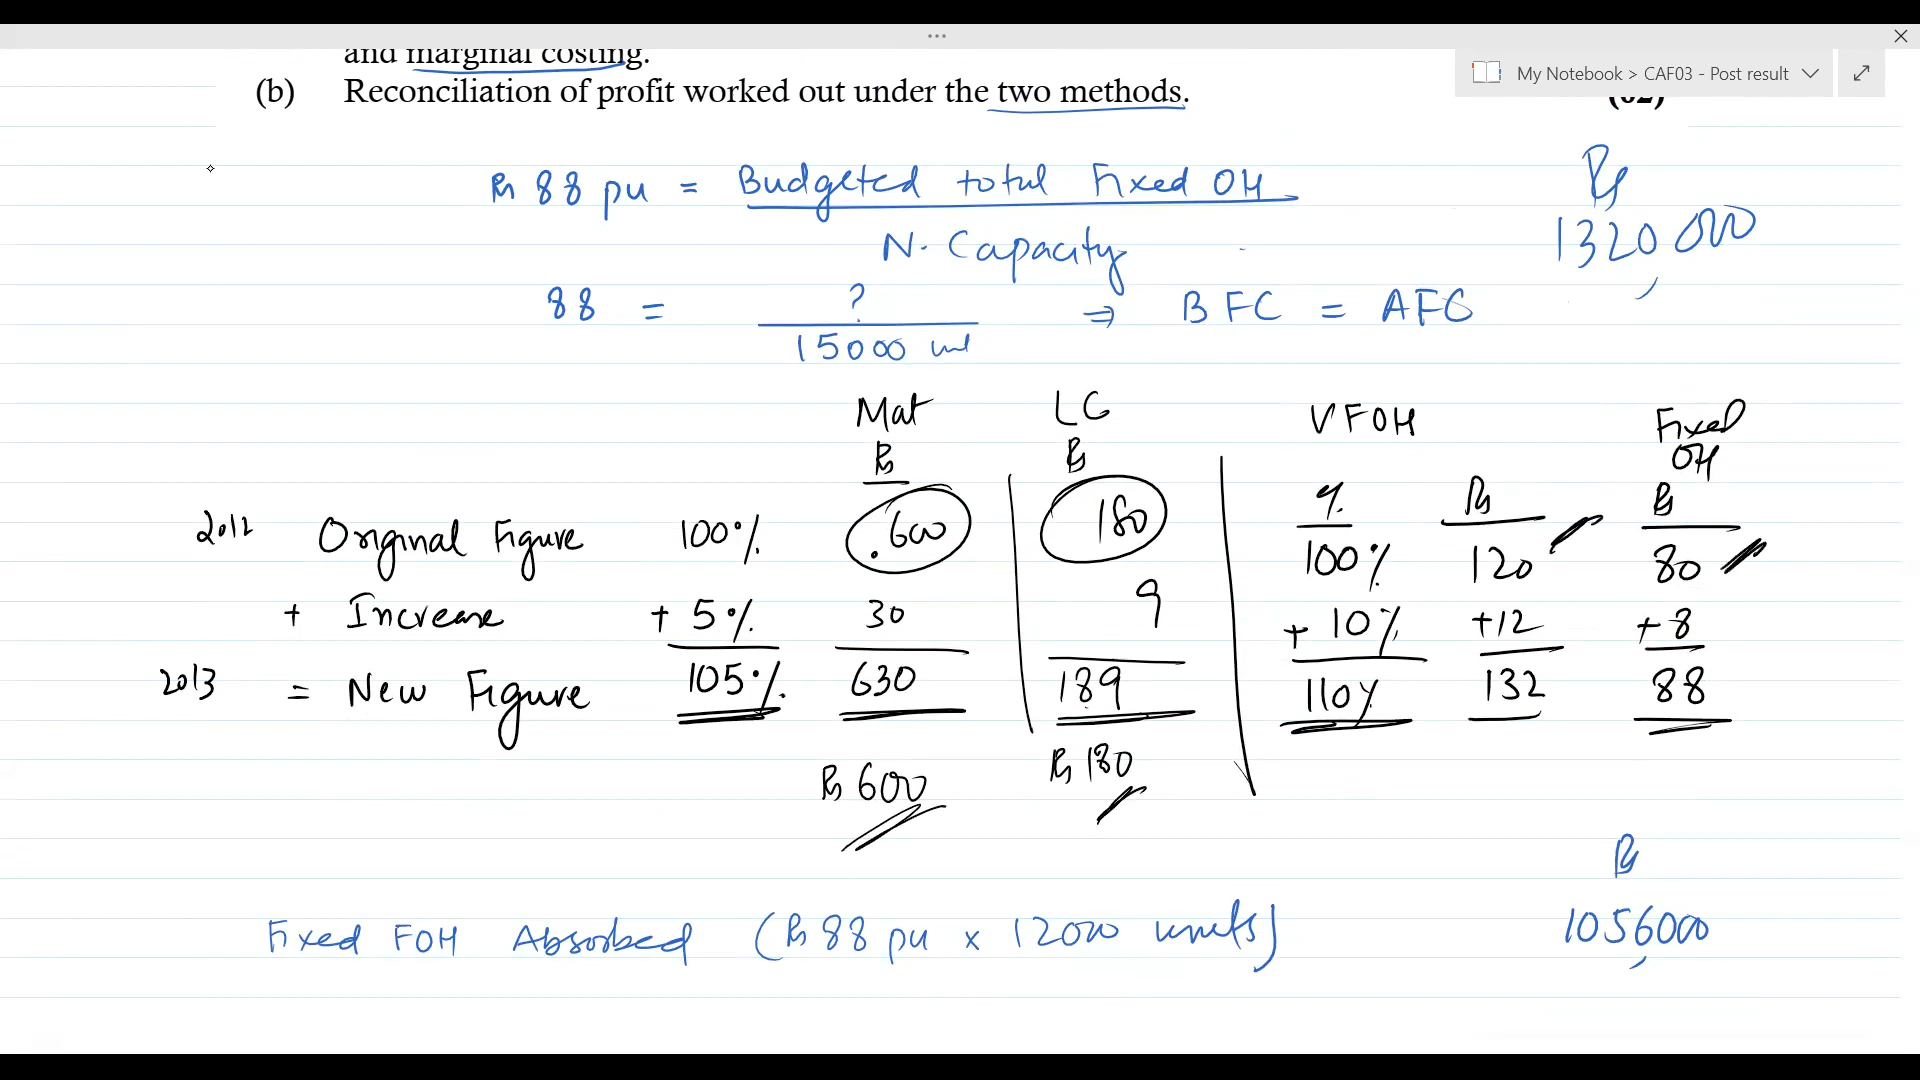 and marginal costing.
My Notebook > CAF03 - Post result
(b) Reconciliation of profit worked out under the two methods.
Rs 88 pu = Budgeted total Fixed OH
N. Capacity
Rs
1320,000
88 = ?
15000
⇒ BFC = AFC
Mat LC VFOH Fixed OH
Rs Rs % Rs Rs
2012 Original Figure 100% 600 180 100% 120 80
+ Increase + 5% 30 9 + 10% +12 +8
2013 = New Figure 105% 630 189 110% 132 88
Rs 600 Rs 180
Rs
Fixed FOH Absorbed (Rs 88 pu x 12000 units) 1056,000